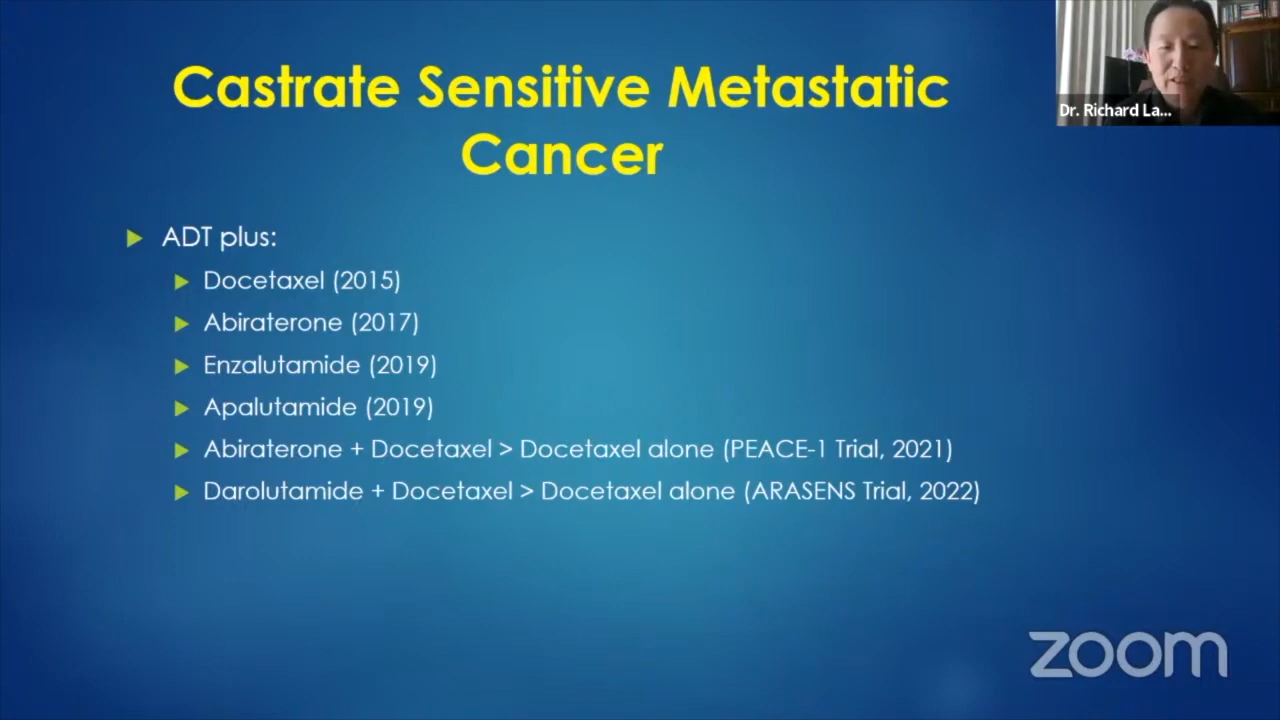 Castrate Sensitive Metastatic
Cancer
Dr. Richard La...
ADT plus:
Docetaxel (2015)
Abiraterone (2017)
Enzalutamide (2019)
Apalutamide (2019)
Abiraterone + Docetaxel > Docetaxel alone (PEACE-1 Trial, 2021)
Darolutamide + Docetaxel > Docetaxel alone (ARASENS Trial, 2022)
zoom